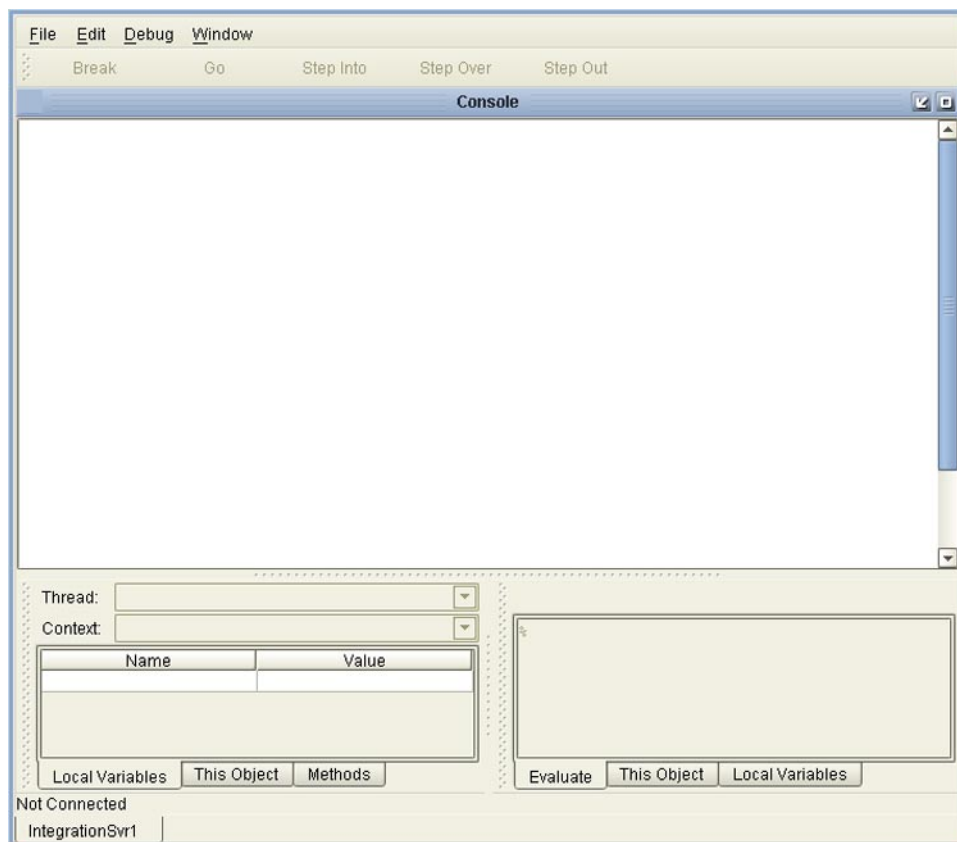 File Edit Debug Window
Break Go Step Into Step Over Step Out
Console
Thread:
Context:
Name Value
Local Variables This Object Methods
%
Evaluate This Object Local Variables
Not Connected
IntegrationSvr1